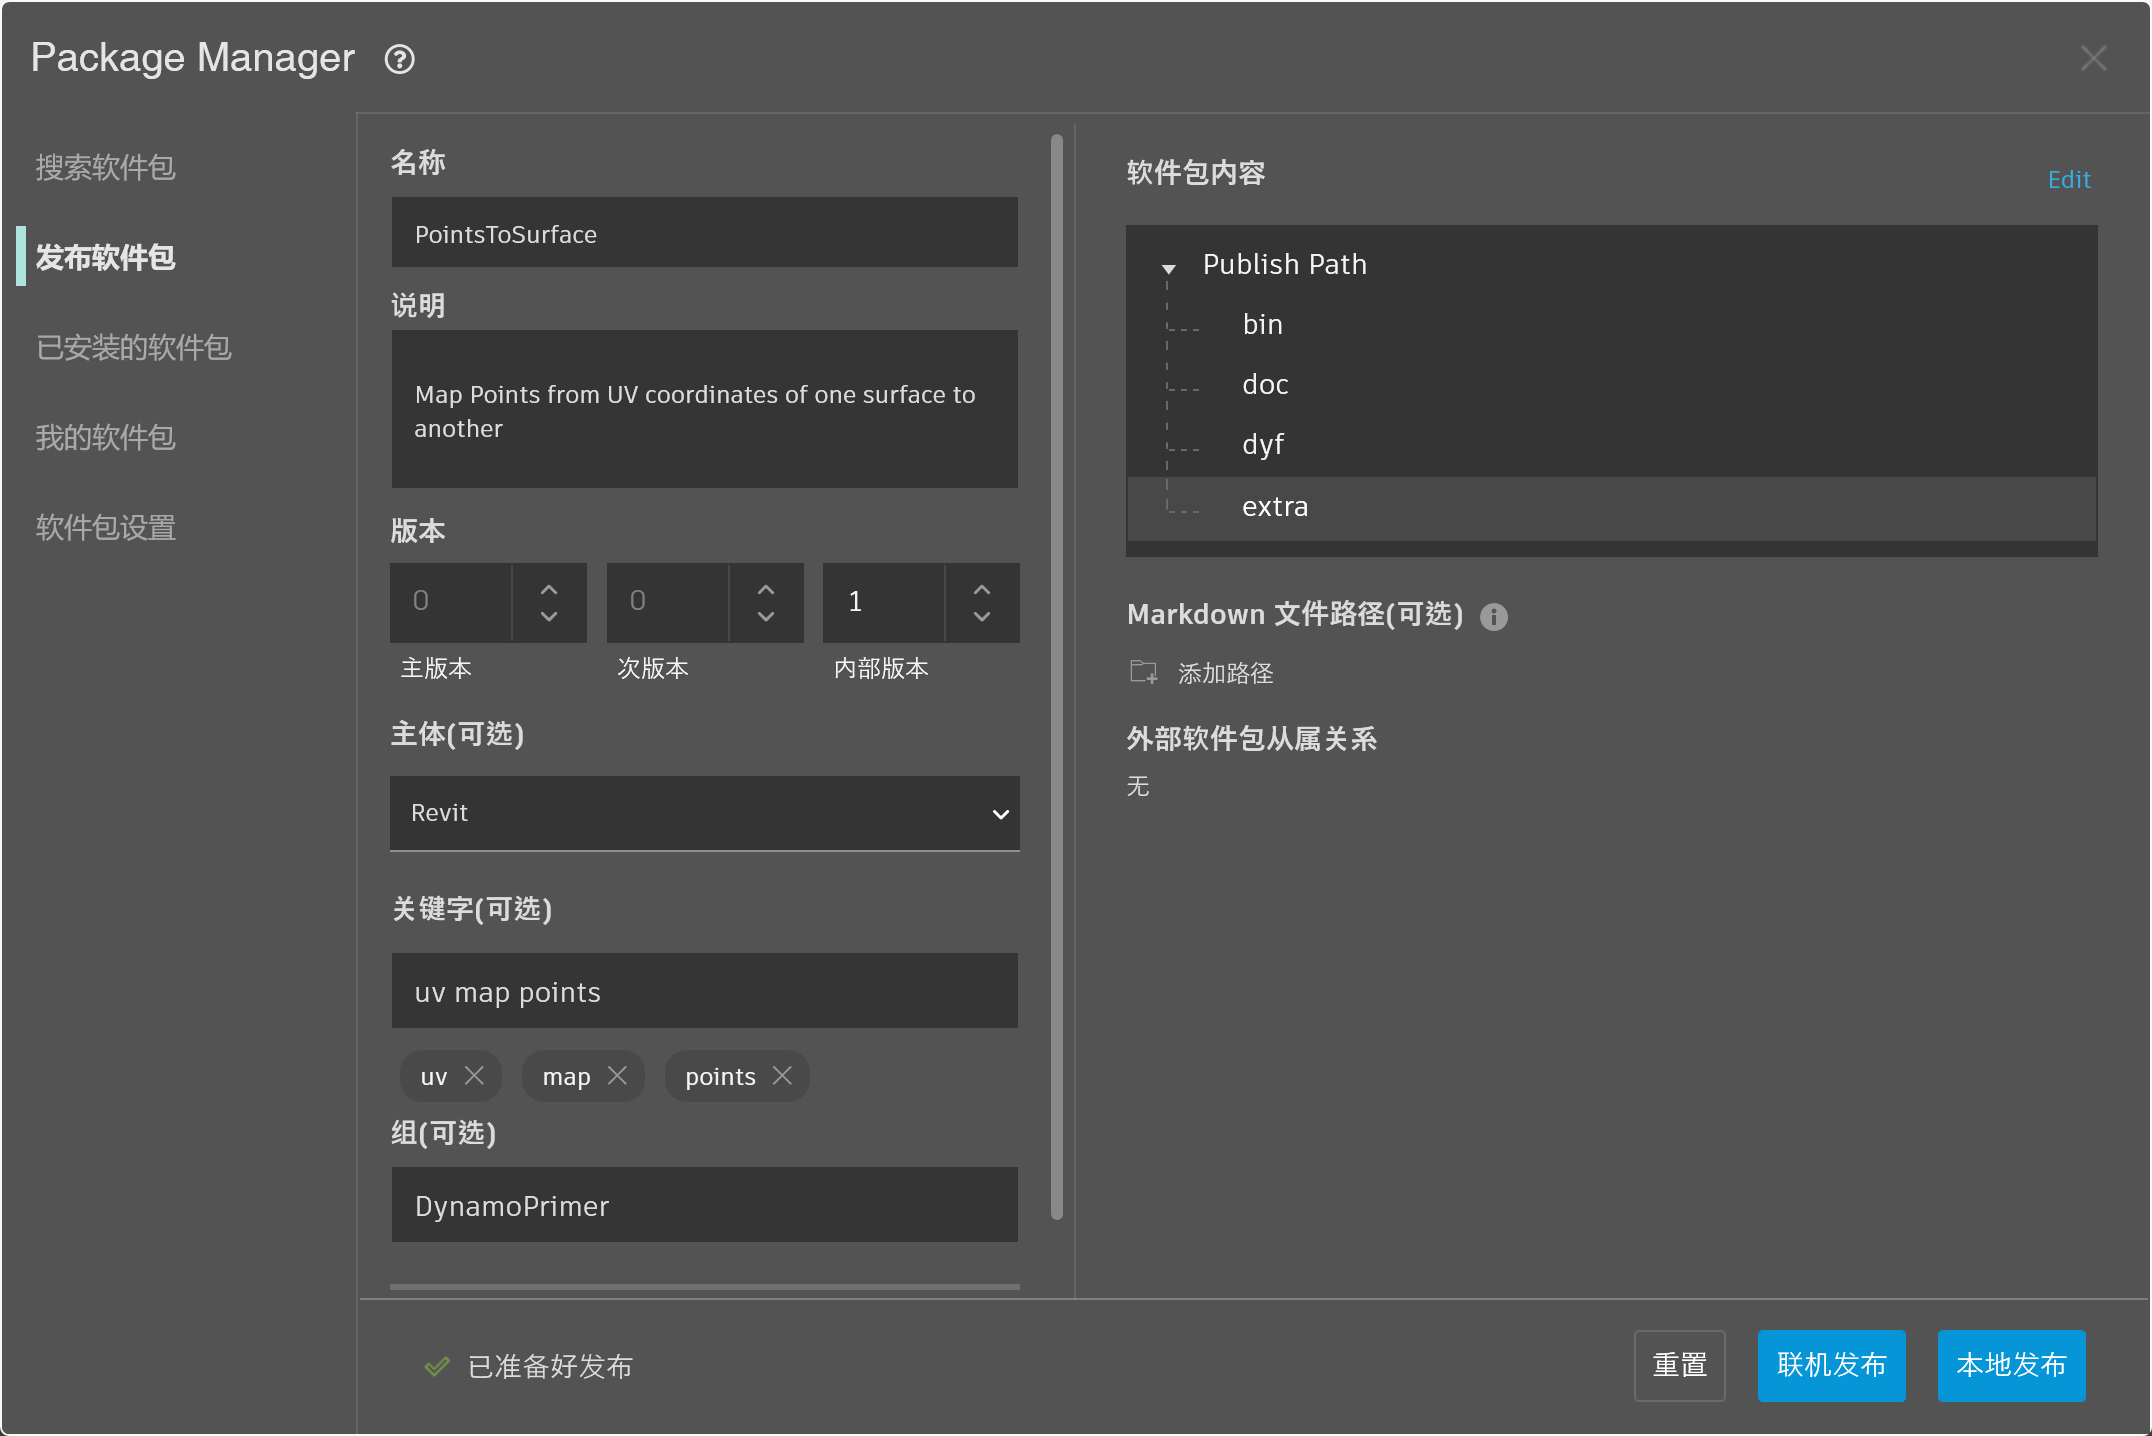 Package Manager
搜索软件包
发布软件包
已安装的软件包
我的软件包
软件包设置
名称
PointsToSurface
说明
Map Points from UV coordinates of one surface to
another
版本
0 0 1
主版本 次版本 内部版本
主体(可选)
Revit
关键字(可选)
uv map points
uv map points
组(可选)
DynamoPrimer
软件包内容 Edit
Publish Path
bin
doc
dyf
extra
Markdown 文件路径(可选)
添加路径
外部软件包从属关系
无
已准备好发布
重置 联机发布 本地发布